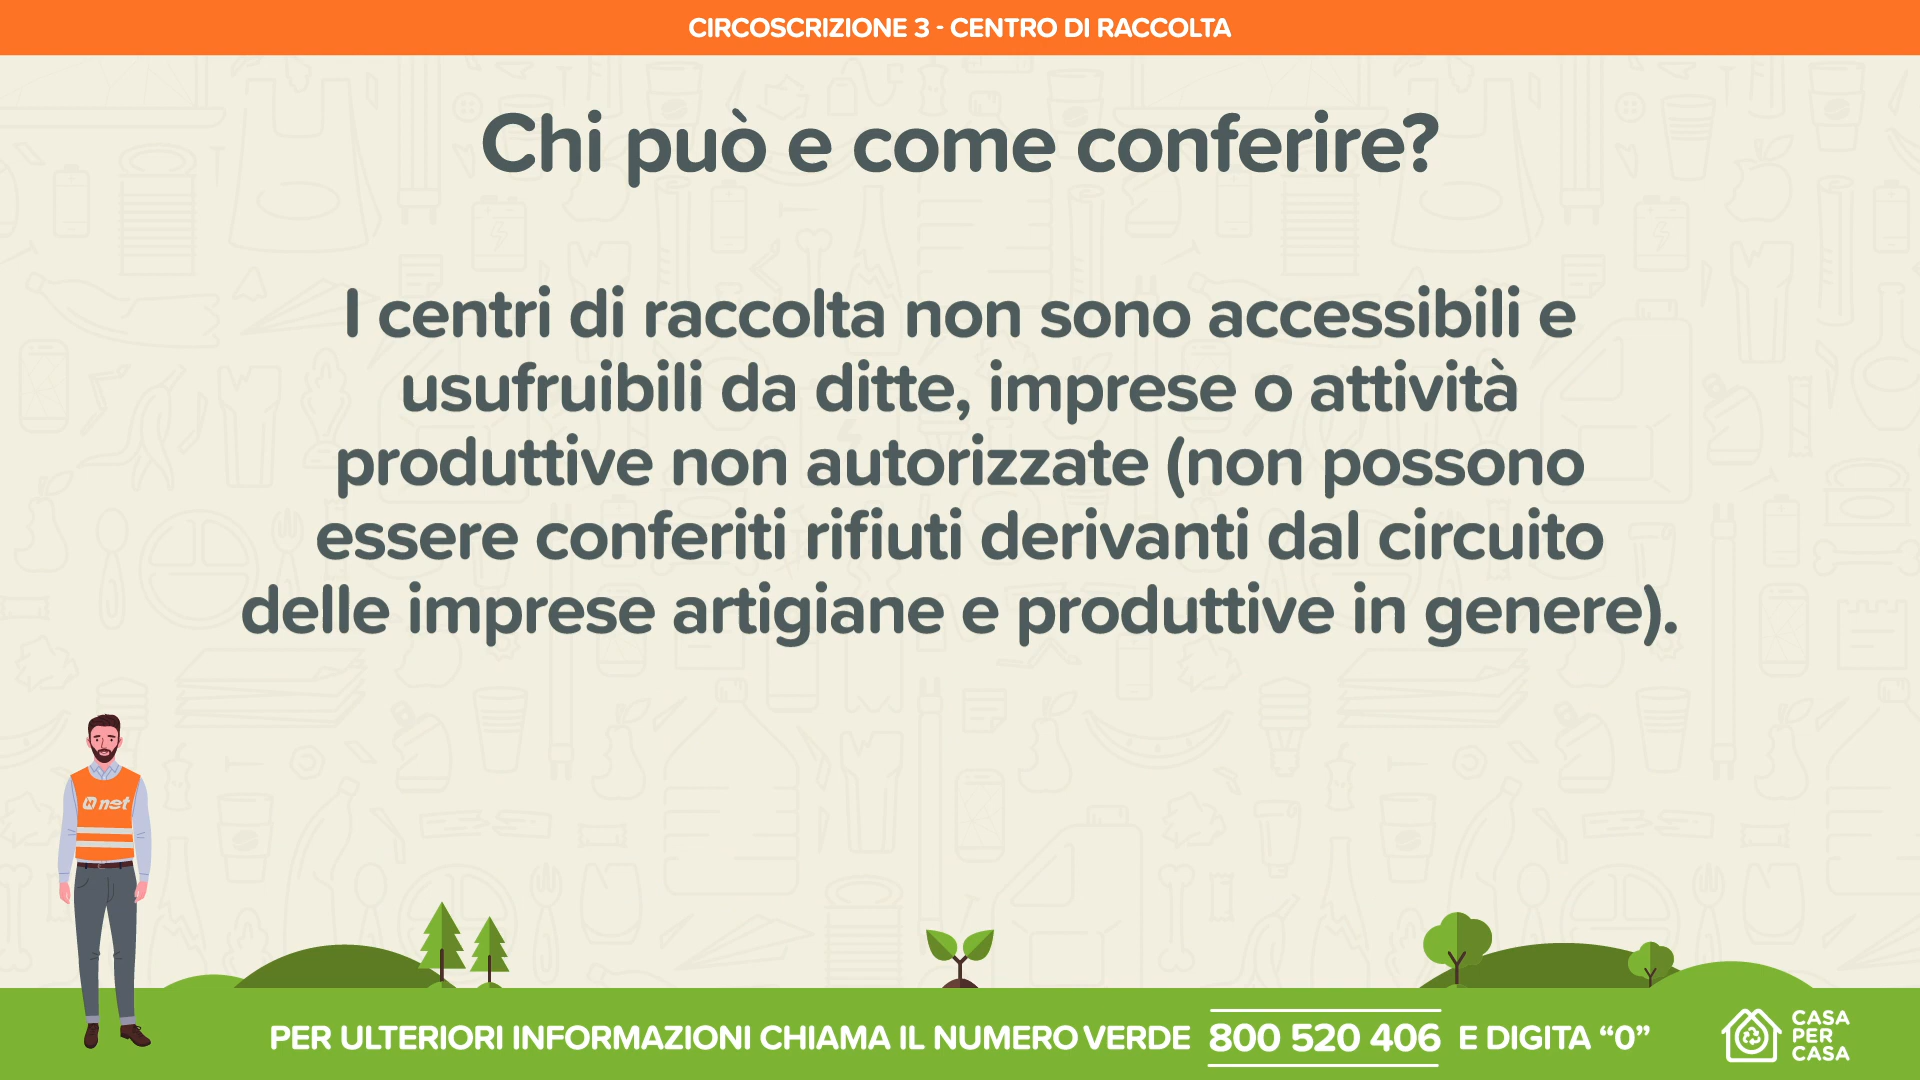 CIRCOSCRIZIONE 3 - CENTRO DI RACCOLTA
Chi può e come conferire?
I centri di raccolta non sono accessibili e
usufruibili da ditte, imprese o attività
produttive non autorizzate (non possono
essere conferiti rifiuti derivanti dal circuito
delle imprese artigiane e produttive in genere).
net
PER ULTERIORI INFORMAZIONI CHIAMA IL NUMERO VERDE 800 520 406 E DIGITA “0”
CASA
PER
CASA